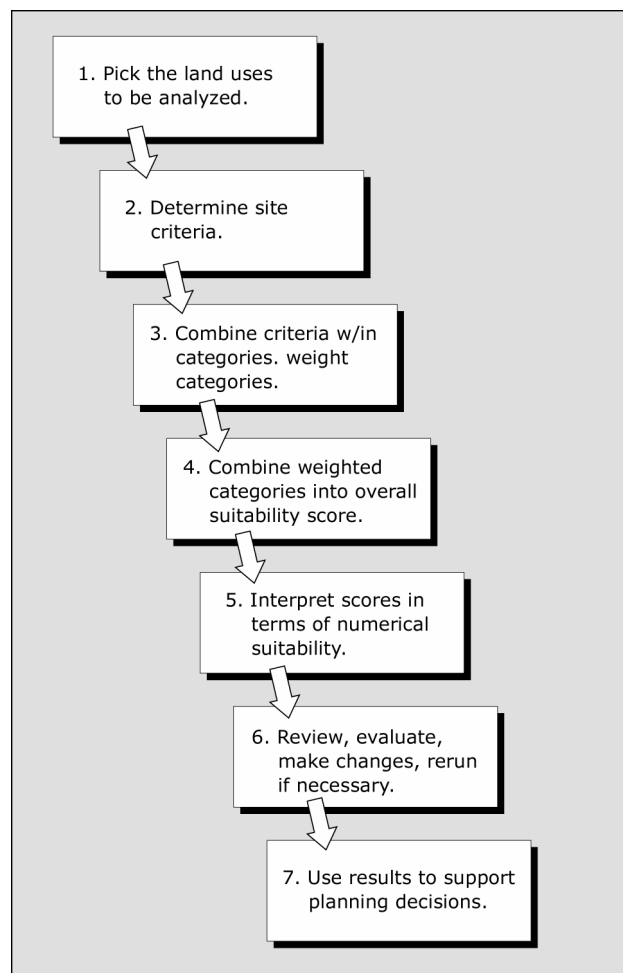 1. Pick the land uses
to be analyzed.
2. Determine site
criteria.
3. Combine criteria w/in
categories. weight
categories.
4. Combine weighted
categories into overall
suitability score.
5. Interpret scores in
terms of numerical
suitability.
6. Review, evaluate,
make changes, rerun
if necessary.
7. Use results to support
planning decisions.